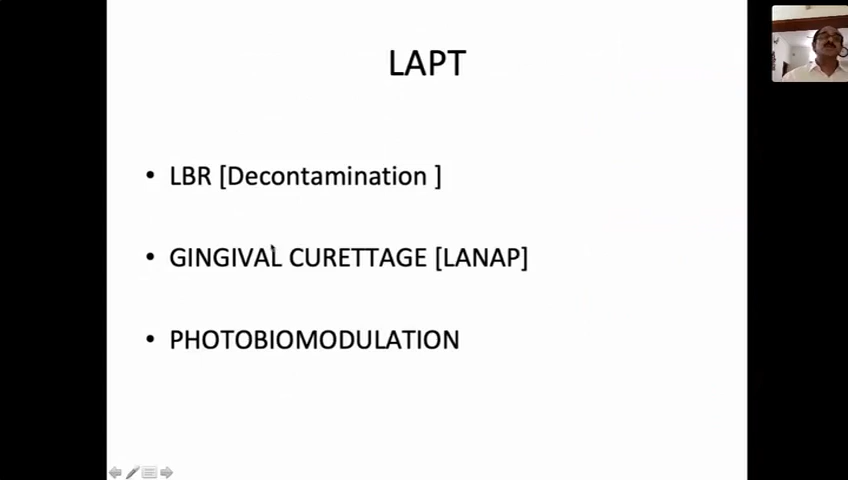 LAPT
• LBR [Decontamination ]
• GINGIVAL CURETTAGE [LANAP]
• PHOTOBIOMODULATION